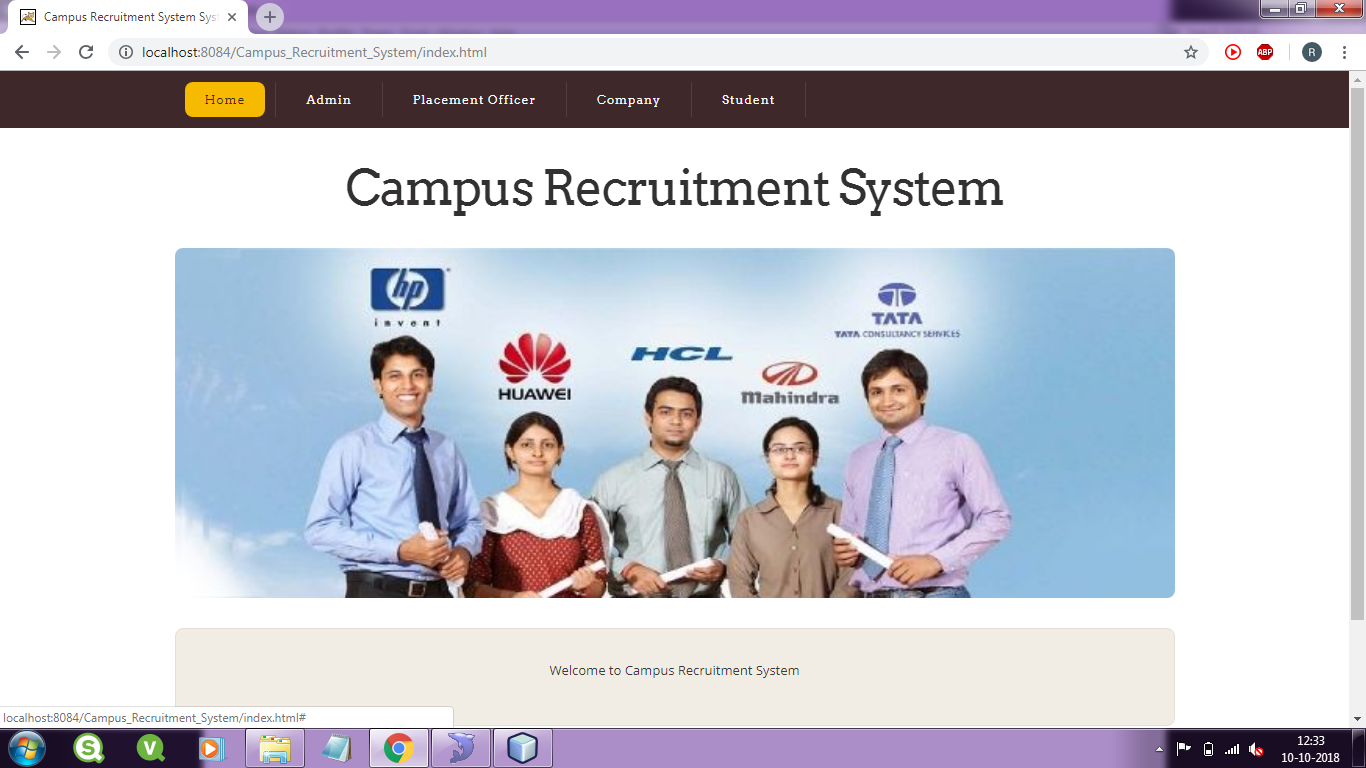 Campus Recruitment System Syst
localhost:8084/Campus_Recruitment_System/index.html
ABP
R
Home
Admin
Placement Officer
Company
Student
Campus Recruitment System
hp
invent
HUAWEI
HCL
Mahindra
TATA
TATA CONSULTANCY SERVICES
Welcome to Campus Recruitment System
localhost:8084/Campus_Recruitment_System/index.html#
S
V
12:33
10-10-2018